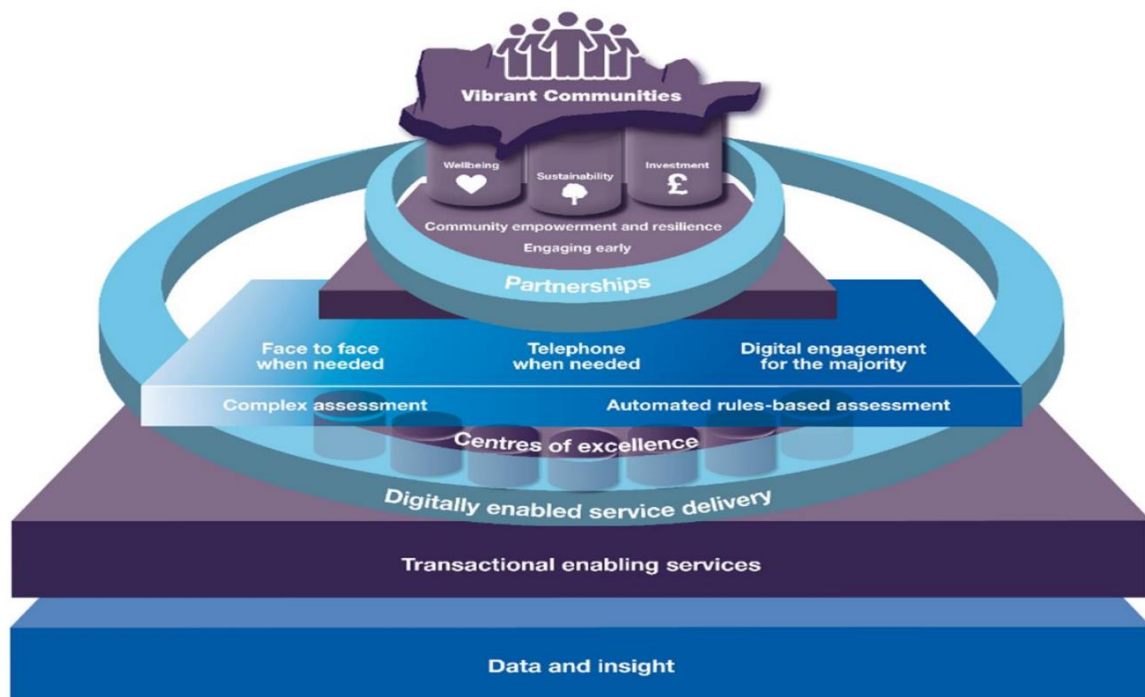 Vibrant Communities
Wellbeing
Sustainability
Investment
£
Community empowerment and resilience
Engaging early
Partnerships
Face to face
when needed
Telephone
when needed
Digital engagement
for the majority
Complex assessment
Automated rules-based assessment
Centres of excellence
Digitally enabled service delivery
Transactional enabling services
Data and insight